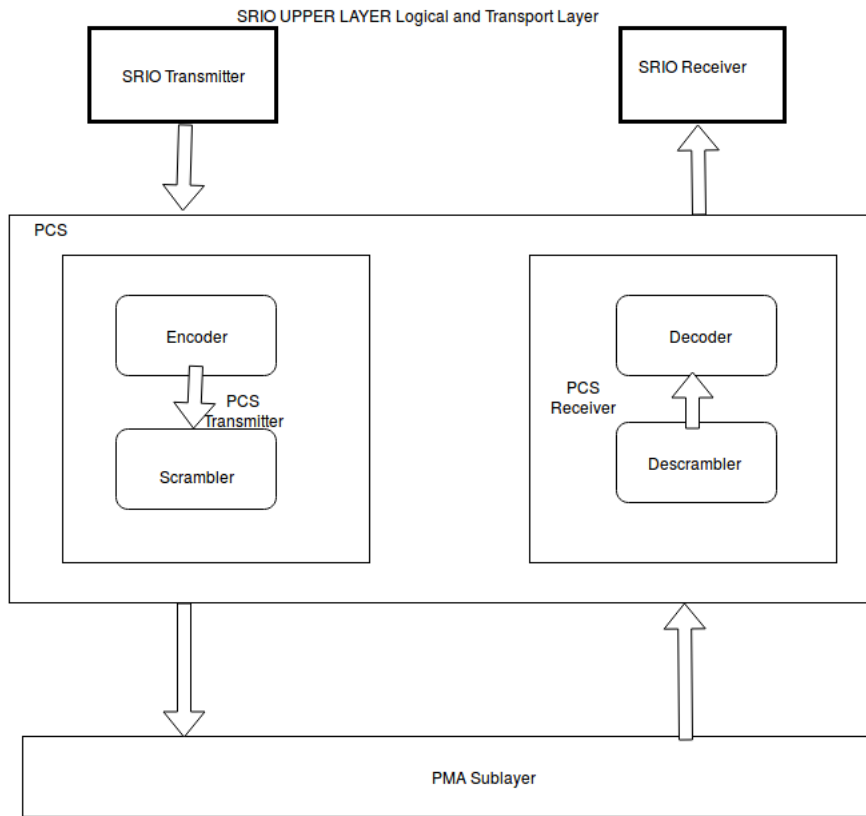 SRIO UPPER LAYER Logical and Transport Layer
SRIO Transmitter
SRIO Receiver
PCS
Encoder
Decoder
PCS
Transmitter
PCS
Receiver
Scrambler
Descrambler
PMA Sublayer